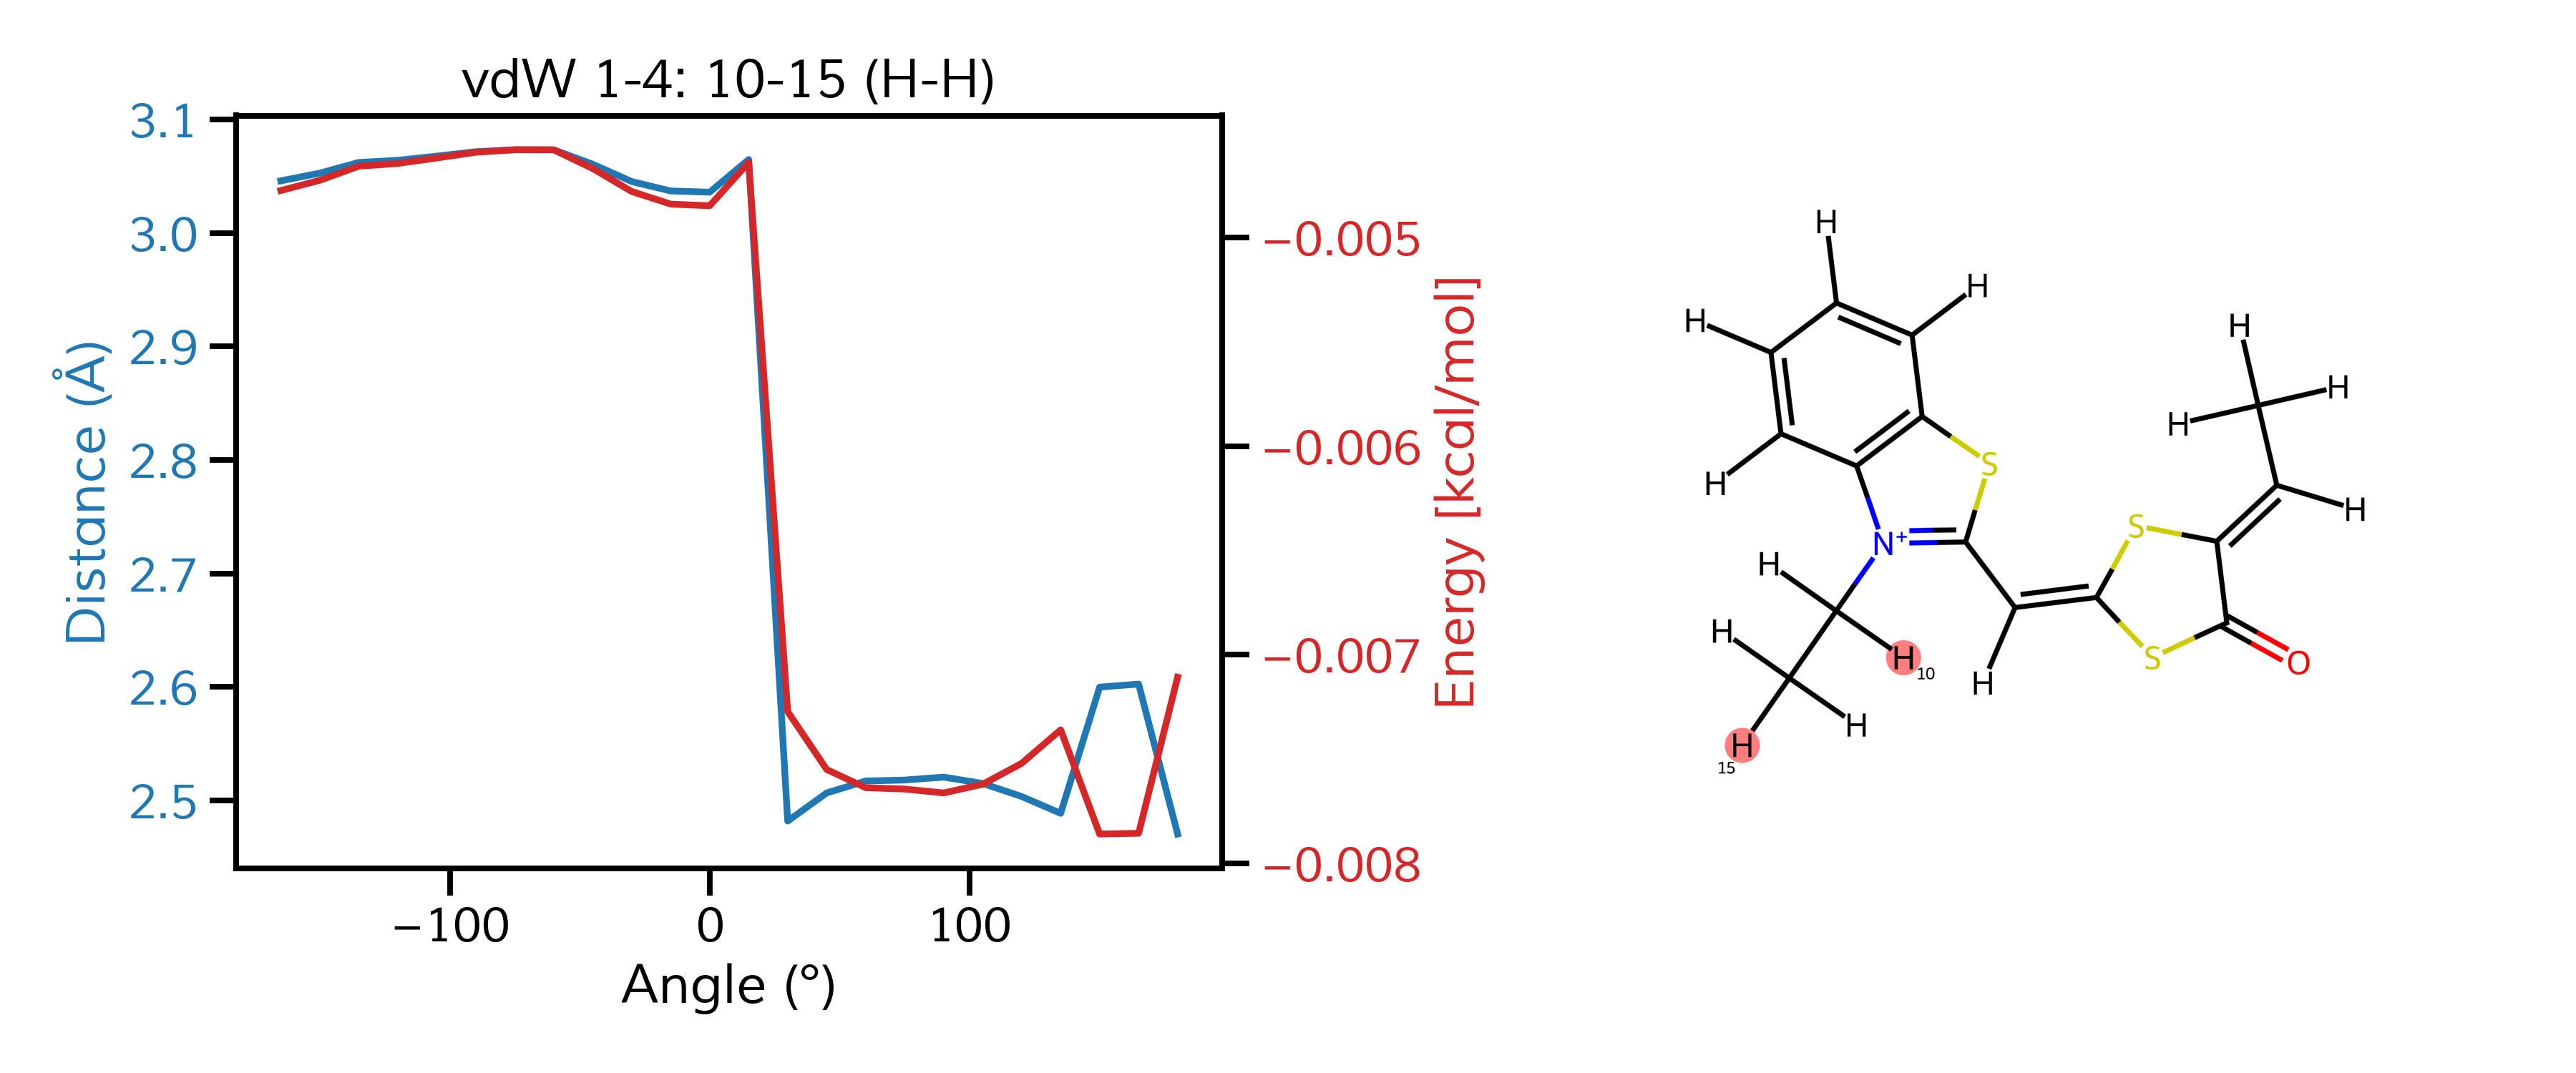 vdW 1-4: 10-15 (H-H)
3.1
3.0
2.9
2.8
2.7
2.6
2.5
Distance (Å)
−0.005
−0.006
−0.007
−0.008
Energy [kcal/mol]
−100 0 100
Angle (°)
H
H
H
H
H
H
H
S
H
H
S
N⁺
H
H
H
10
S
O
H
H
H
15